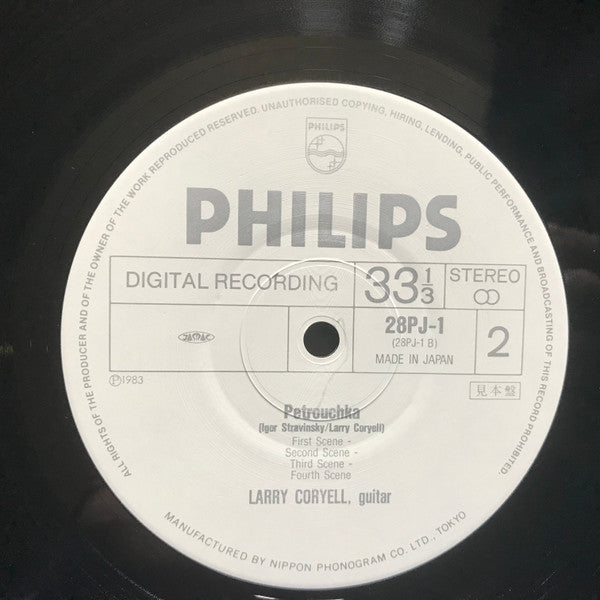 ALL RIGHTS OF THE PRODUCER AND OF THE OWNER OF THE WORK REPRODUCED RESERVED. UNAUTHORISED COPYING, HIRING, LENDING, PUBLIC PERFORMANCE AND BROADCASTING OF THIS RECORD PROHIBITED.
PHILIPS
PHILIPS
DIGITAL RECORDING
33 1/3
STEREO
28PJ-1
(28PJ-1 B)
MADE IN JAPAN
2
Ⓟ1983
見本盤
Petrouchka
(Igor Stravinsky/Larry Coryell)
First Scene -
Second Scene -
Third Scene -
Fourth Scene
LARRY CORYELL, guitar
MANUFACTURED BY NIPPON PHONOGRAM CO. LTD., TOKYO